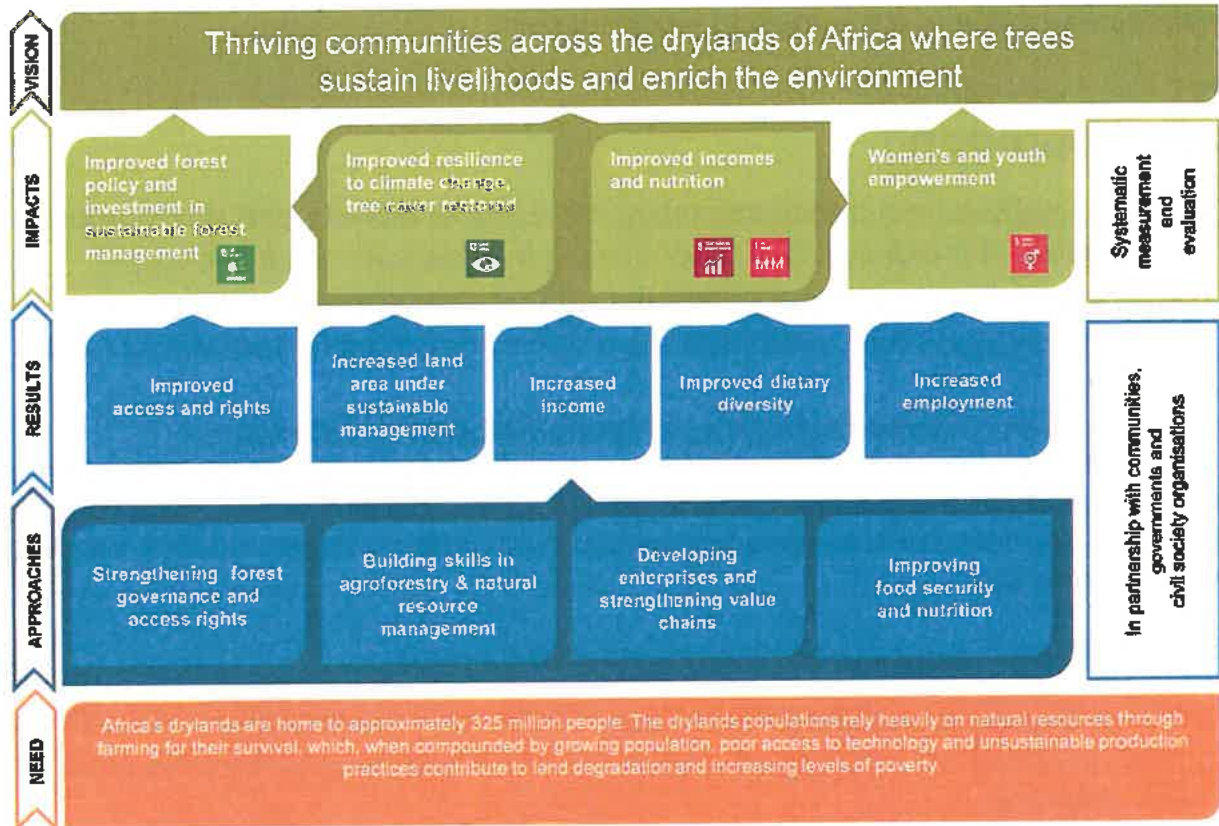 VISION
Thriving communities across the drylands of Africa where trees
sustain livelihoods and enrich the environment
IMPACTS
Improved forest
policy and
investment in
sustainable forest
management
Improved resilience
to climate change,
tree cover restored
Improved incomes
and nutrition
Women's and youth
empowerment
Systematic
measurement
and
evaluation
RESULTS
Improved
access and rights
Increased land
area under
sustainable
management
Increased
income
Improved dietary
diversity
Increased
employment
In partnership with communities,
governments and
civil society organisations
APPROACHES
Strengthening forest
governance and
access rights
Building skills in
agroforestry & natural
resource
management
Developing
enterprises and
strengthening value
chains
Improving
food security
and nutrition
NEED
Africa's drylands are home to approximately 325 million people. The drylands populations rely heavily on natural resources through
farming for their survival, which, when compounded by growing population, poor access to technology and unsustainable production
practices contribute to land degradation and increasing levels of poverty